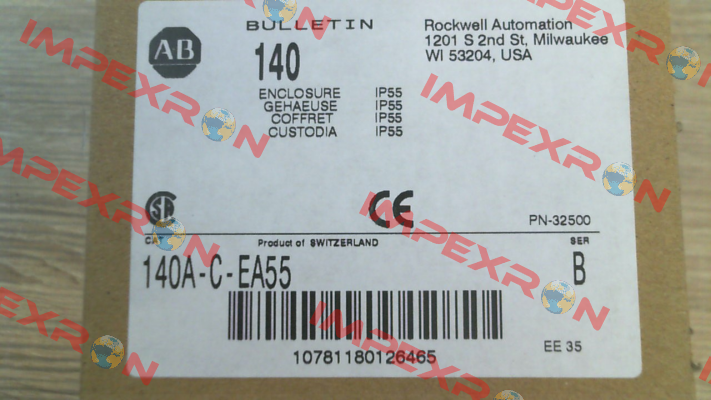 AB
BULLETIN
140
Rockwell Automation
1201 S 2nd St, Milwaukee
WI 53204, USA
ENCLOSURE IP55
GEHAEUSE IP55
COFFRET IP55
CUSTODIA IP55
CE
PN-32500
Product of SWITZERLAND
SER
140A-C-EA55
B
10781180126465
EE 35
IMPEXRON
IMPEXRON
IMPEXRON
IMPEXRON
IMPEXRON
IMPEXRON